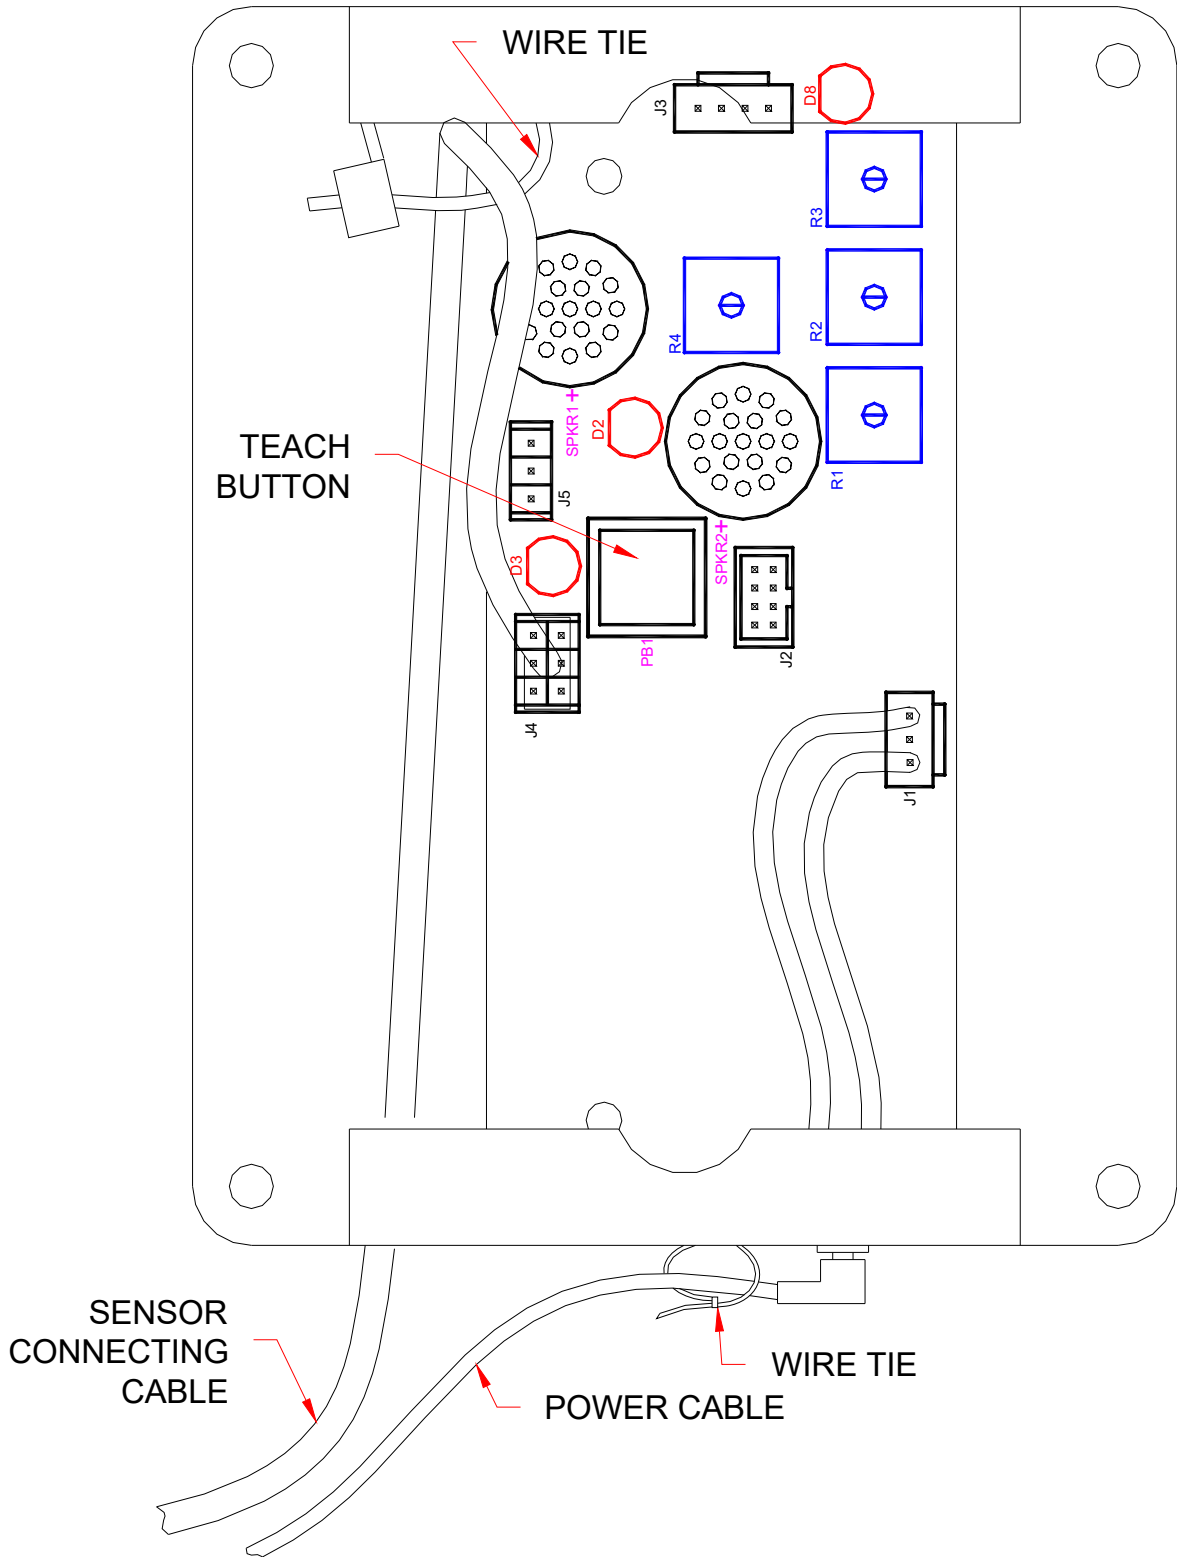 WIRE TIE
J3
D8
R3
R4
R2
SPKR1 +
D2
R1
TEACH
BUTTON
J5
SPKR2+
D3
PB1
J2
J4
J1
SENSOR
CONNECTING
CABLE
WIRE TIE
POWER CABLE